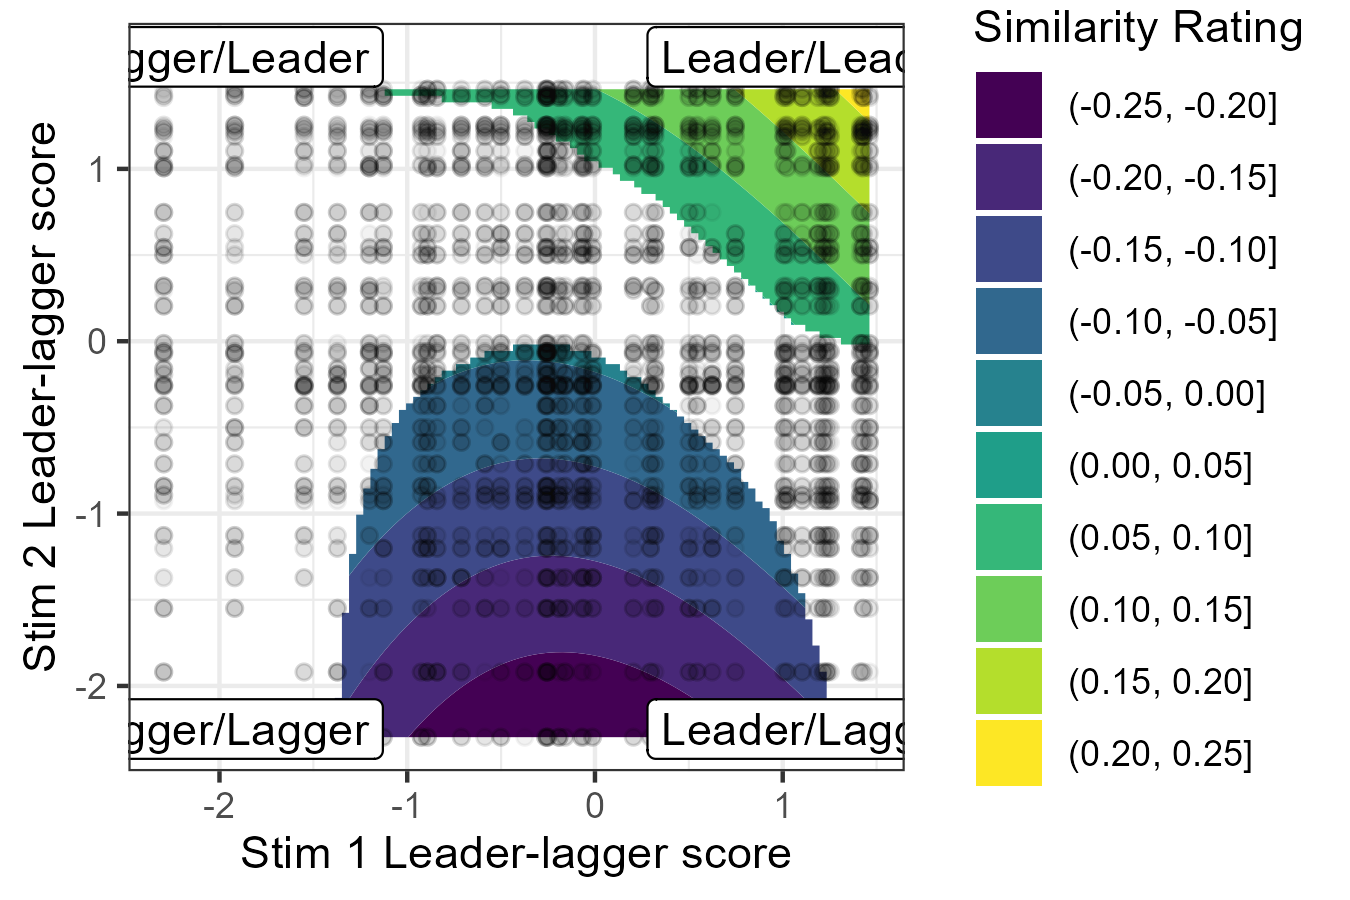 Similarity Rating
gger/Leader
Leader/Lead
(-0.25, -0.20]
(-0.20, -0.15]
(-0.15, -0.10]
(-0.10, -0.05]
(-0.05, 0.00]
(0.00, 0.05]
(0.05, 0.10]
(0.10, 0.15]
(0.15, 0.20]
(0.20, 0.25]
Stim 2 Leader-lagger score
1
0
-1
-2
gger/Lagger
Leader/Lagg
-2
-1
0
1
Stim 1 Leader-lagger score